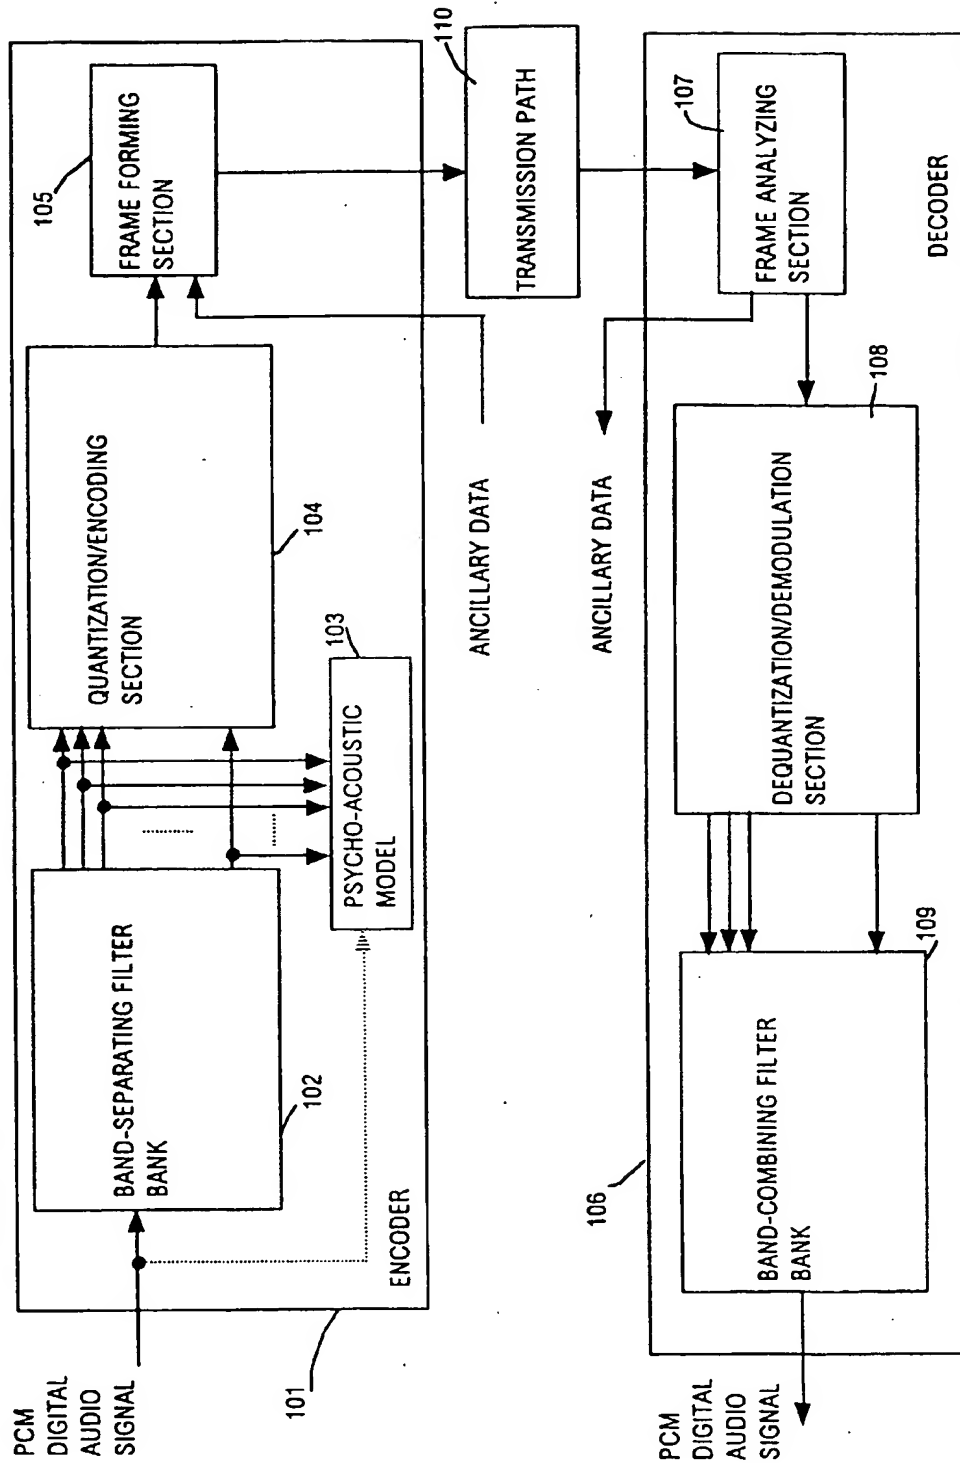 PCM
DIGITAL
AUDIO
SIGNAL
101
ENCODER
BAND-SEPARATING FILTER
BANK
102
PSYCHO-ACOUSTIC
MODEL
103
QUANTIZATION/ENCODING
SECTION
104
FRAME FORMING
SECTION
105
ANCILLARY DATA
TRANSMISSION PATH
110
ANCILLARY DATA
FRAME ANALYZING
SECTION
107
DECODER
DEQUANTIZATION/DEMODULATION
SECTION
108
BAND-COMBINING FILTER
BANK
109
106
PCM
DIGITAL
AUDIO
SIGNAL